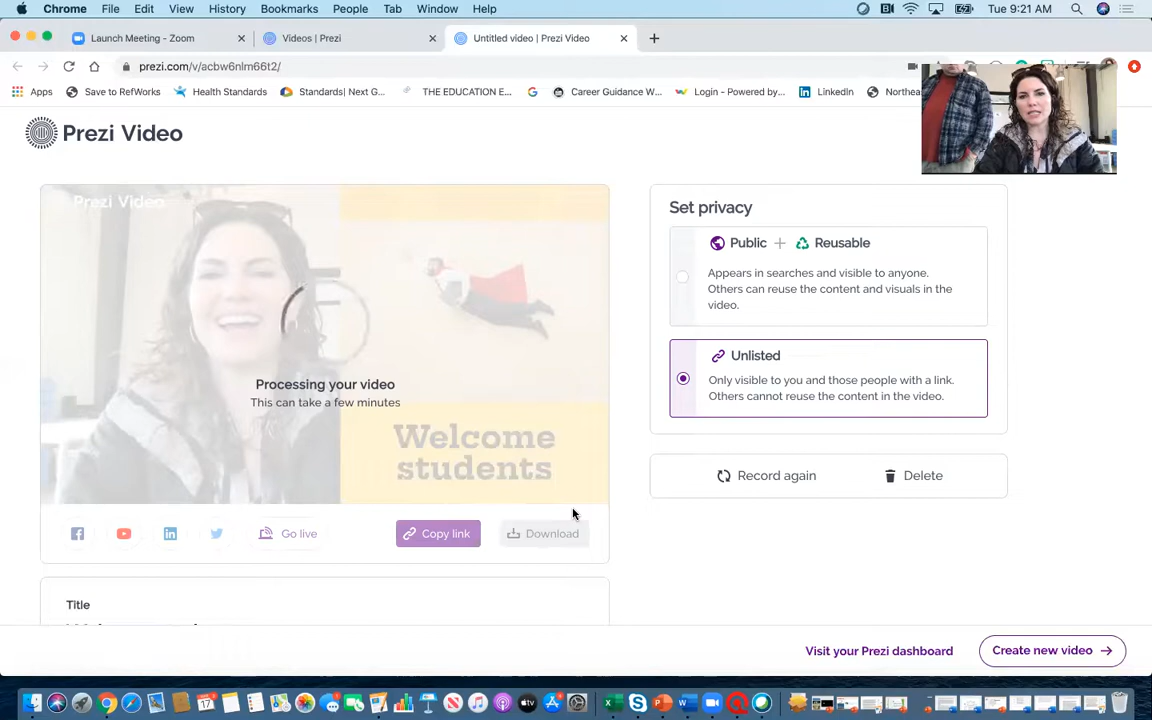 Chrome File Edit View History Bookmarks People Tab Window Help Tue 9:21 AM
Launch Meeting - Zoom Videos | Prezi Untitled video | Prezi Video
prezi.com/v/acbw6nlm66t2/
Apps Save to RefWorks Health Standards Standards| Next G... THE EDUCATION E... Career Guidance W... Login - Powered by... LinkedIn Northeas
Prezi Video
Prezi Video
Processing your video
This can take a few minutes
Welcome
students
Go live Copy link Download
Title
Set privacy
Public + Reusable
Appears in searches and visible to anyone.
Others can reuse the content and visuals in the
video.
Unlisted
Only visible to you and those people with a link.
Others cannot reuse the content in the video.
Record again Delete
Visit your Prezi dashboard Create new video →